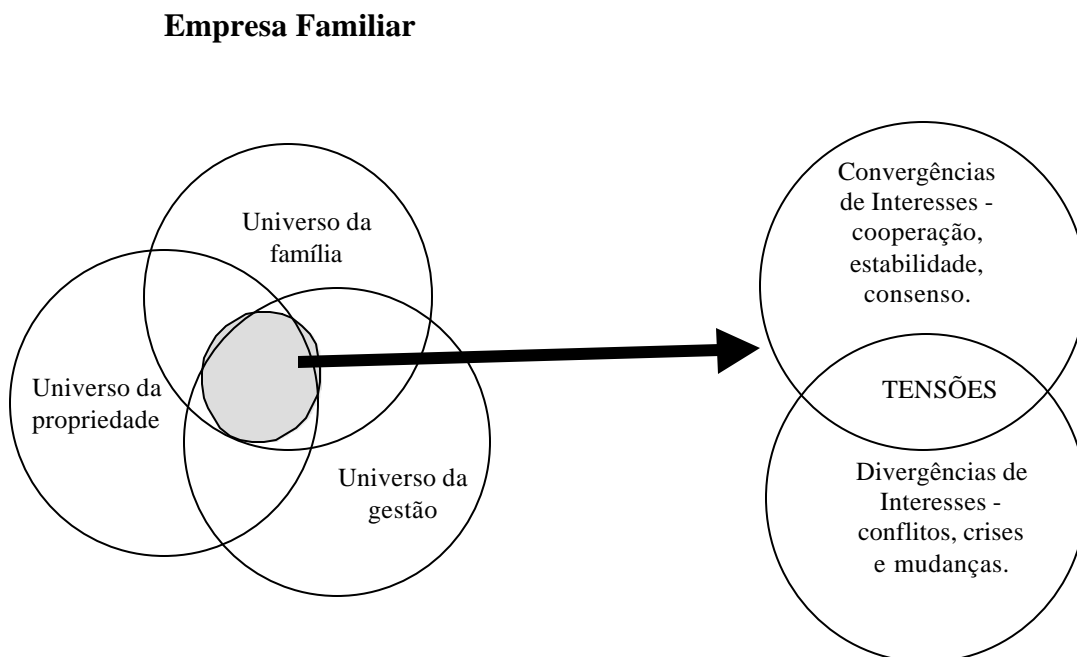 Empresa Familiar
Universo da
família
Universo da
propriedade
Universo da
gestão
Convergências
de Interesses -
cooperação,
estabilidade,
consenso.
TENSÕES
Divergências de
Interesses -
conflitos, crises
e mudanças.